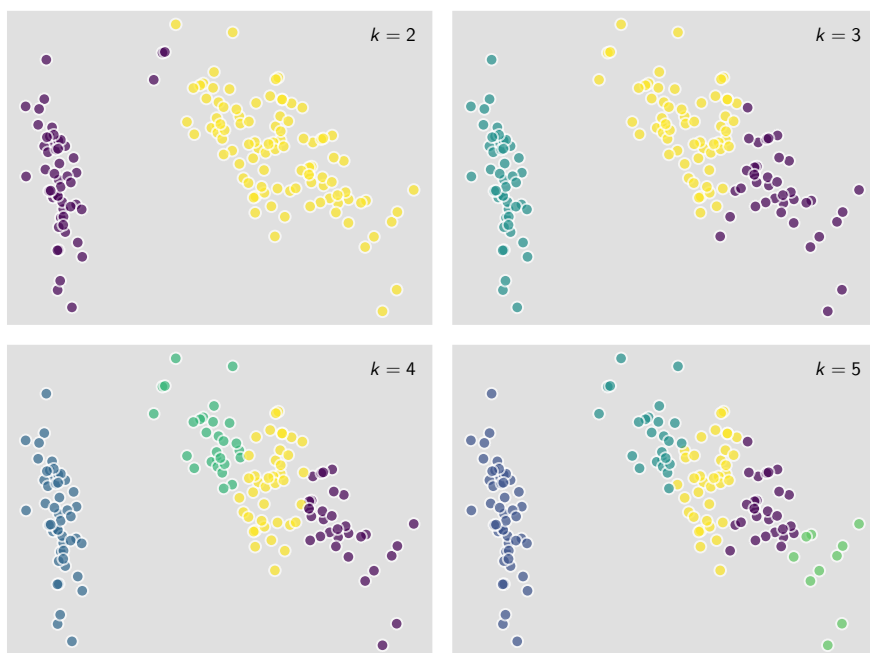 k = 2
k = 3
k = 4
k = 5